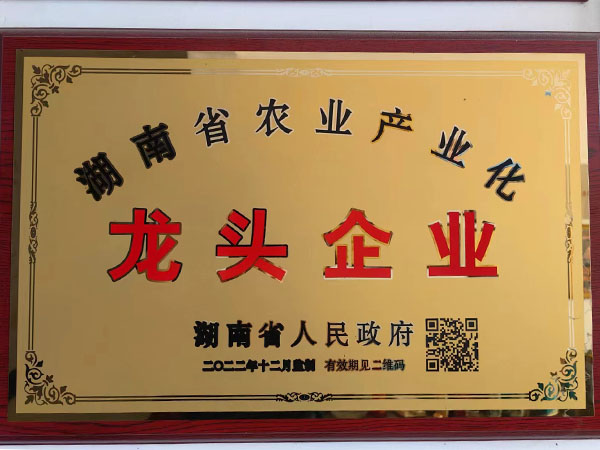 湖南省农业产业化
龙头企业
湖南省人民政府
二〇二二年十二月监制 有效期见二维码